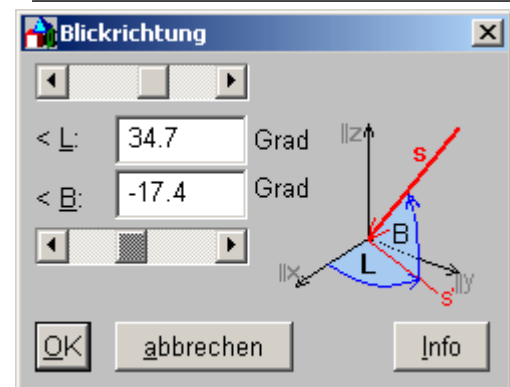 Blickrichtung
< L: 34.7 Grad
< B: -17.4 Grad
||z
s
B
L
||x
||y
s'
OK abbrechen Info